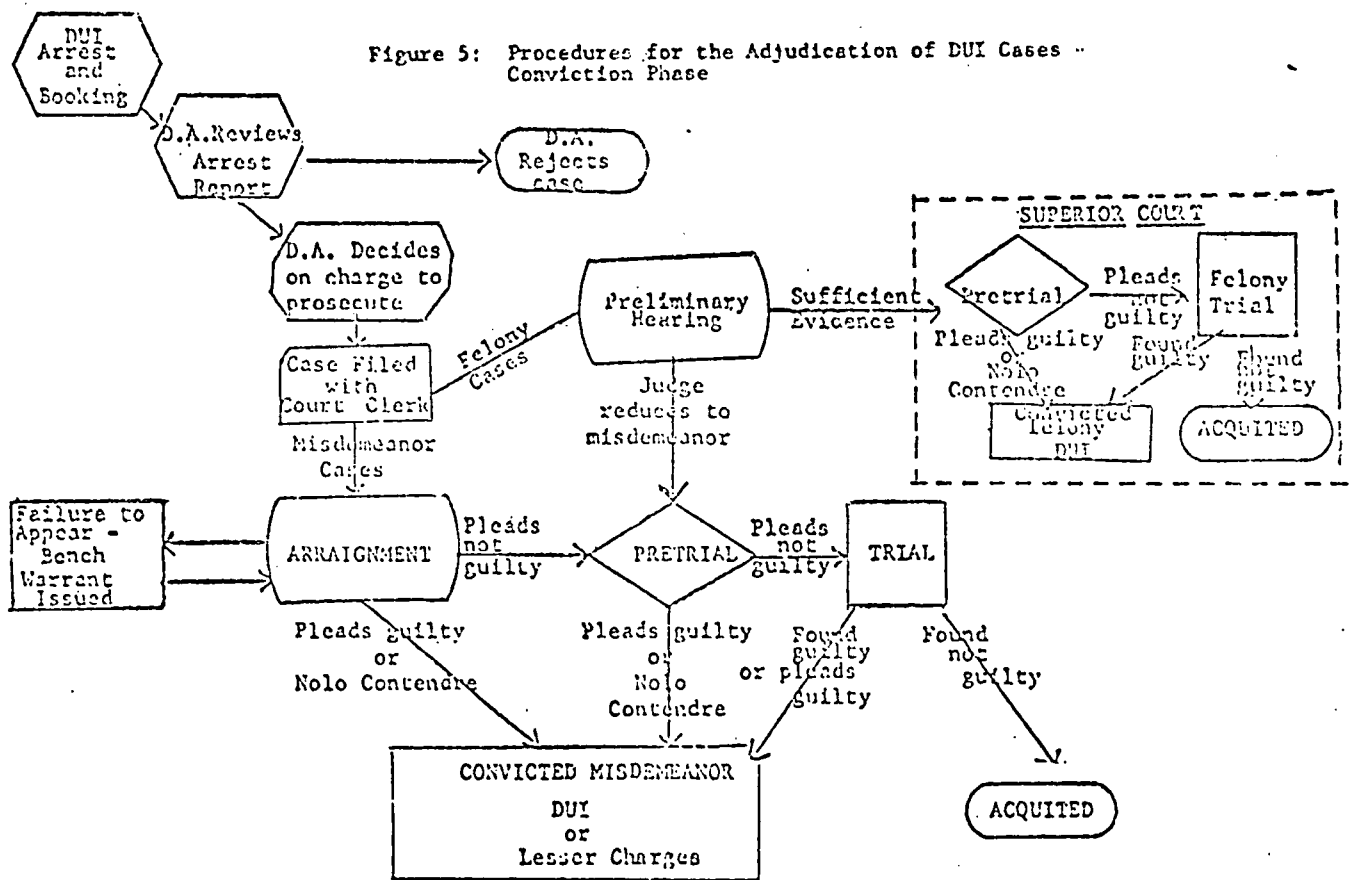 Figure 5: Procedures for the Adjudication of DUI Cases --
Conviction Phase
DUI
Arrest
and
Booking
D.A.Reviews
Arrest
Report
D.A.
Rejects
case
D.A. Decides
on charge to
prosecute
Case Filed
with
Court Clerk
Felony
Cases
Misdemeanor
Cases
Preliminary
Hearing
Sufficient
Evidence
Judge
reduces to
misdemeanor
SUPERIOR COURT
Pretrial
Pleads
not
guilty
Felony
Trial
Pleads guilty
or
Nolo
Contendre
Found
guilty
Found
not
guilty
Convicted
felony
DUI
ACQUITED
Failure to
Appear -
Bench
Warrant
Issued
ARRAIGNMENT
Pleads
not
guilty
PRETRIAL
Pleads
not
guilty
TRIAL
Pleads guilty
or
Nolo Contendre
Pleads guilty
or
Nolo
Contendre
Found
guilty
or pleads
guilty
Found
not
guilty
CONVICTED MISDEMEANOR
DUI
or
Lesser Charges
ACQUITED